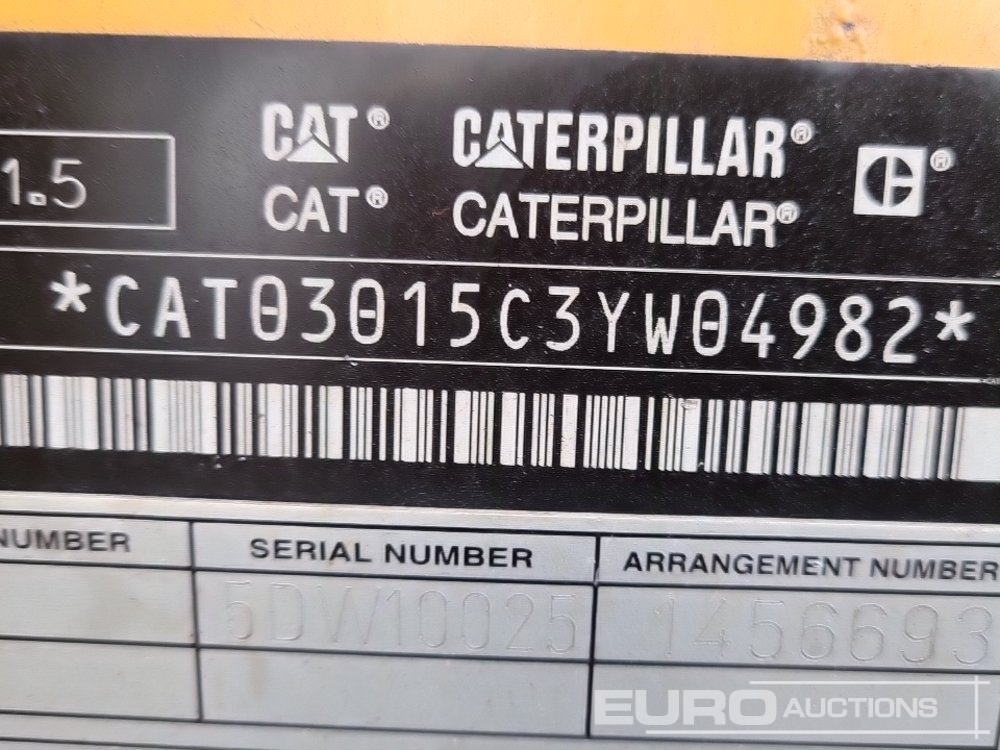 CAT® CATERPILLAR®
1.5
CAT® CATERPILLAR®
*CAT03015C3YW04982*
NUMBER SERIAL NUMBER ARRANGEMENT NUMBER
5DW10025 1456693
EURO AUCTIONS